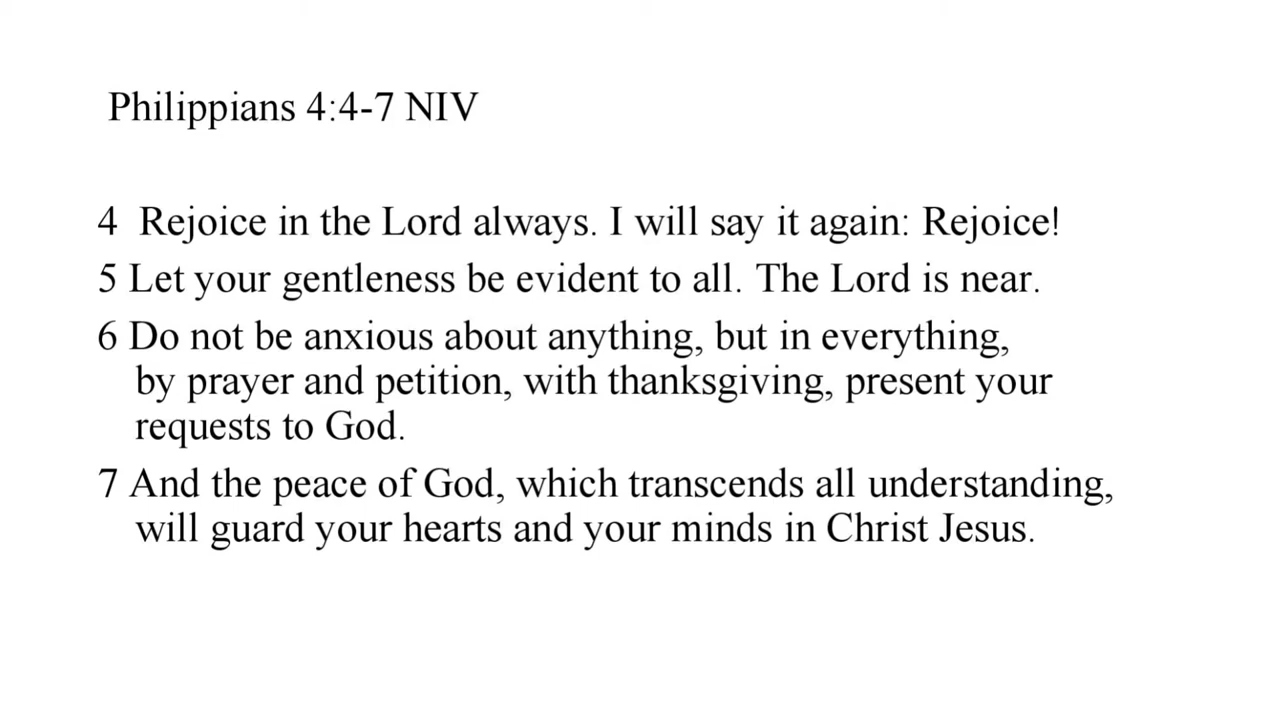 Philippians 4:4-7 NIV
4 Rejoice in the Lord always. I will say it again: Rejoice!
5 Let your gentleness be evident to all. The Lord is near.
6 Do not be anxious about anything, but in everything,
by prayer and petition, with thanksgiving, present your
requests to God.
7 And the peace of God, which transcends all understanding,
will guard your hearts and your minds in Christ Jesus.